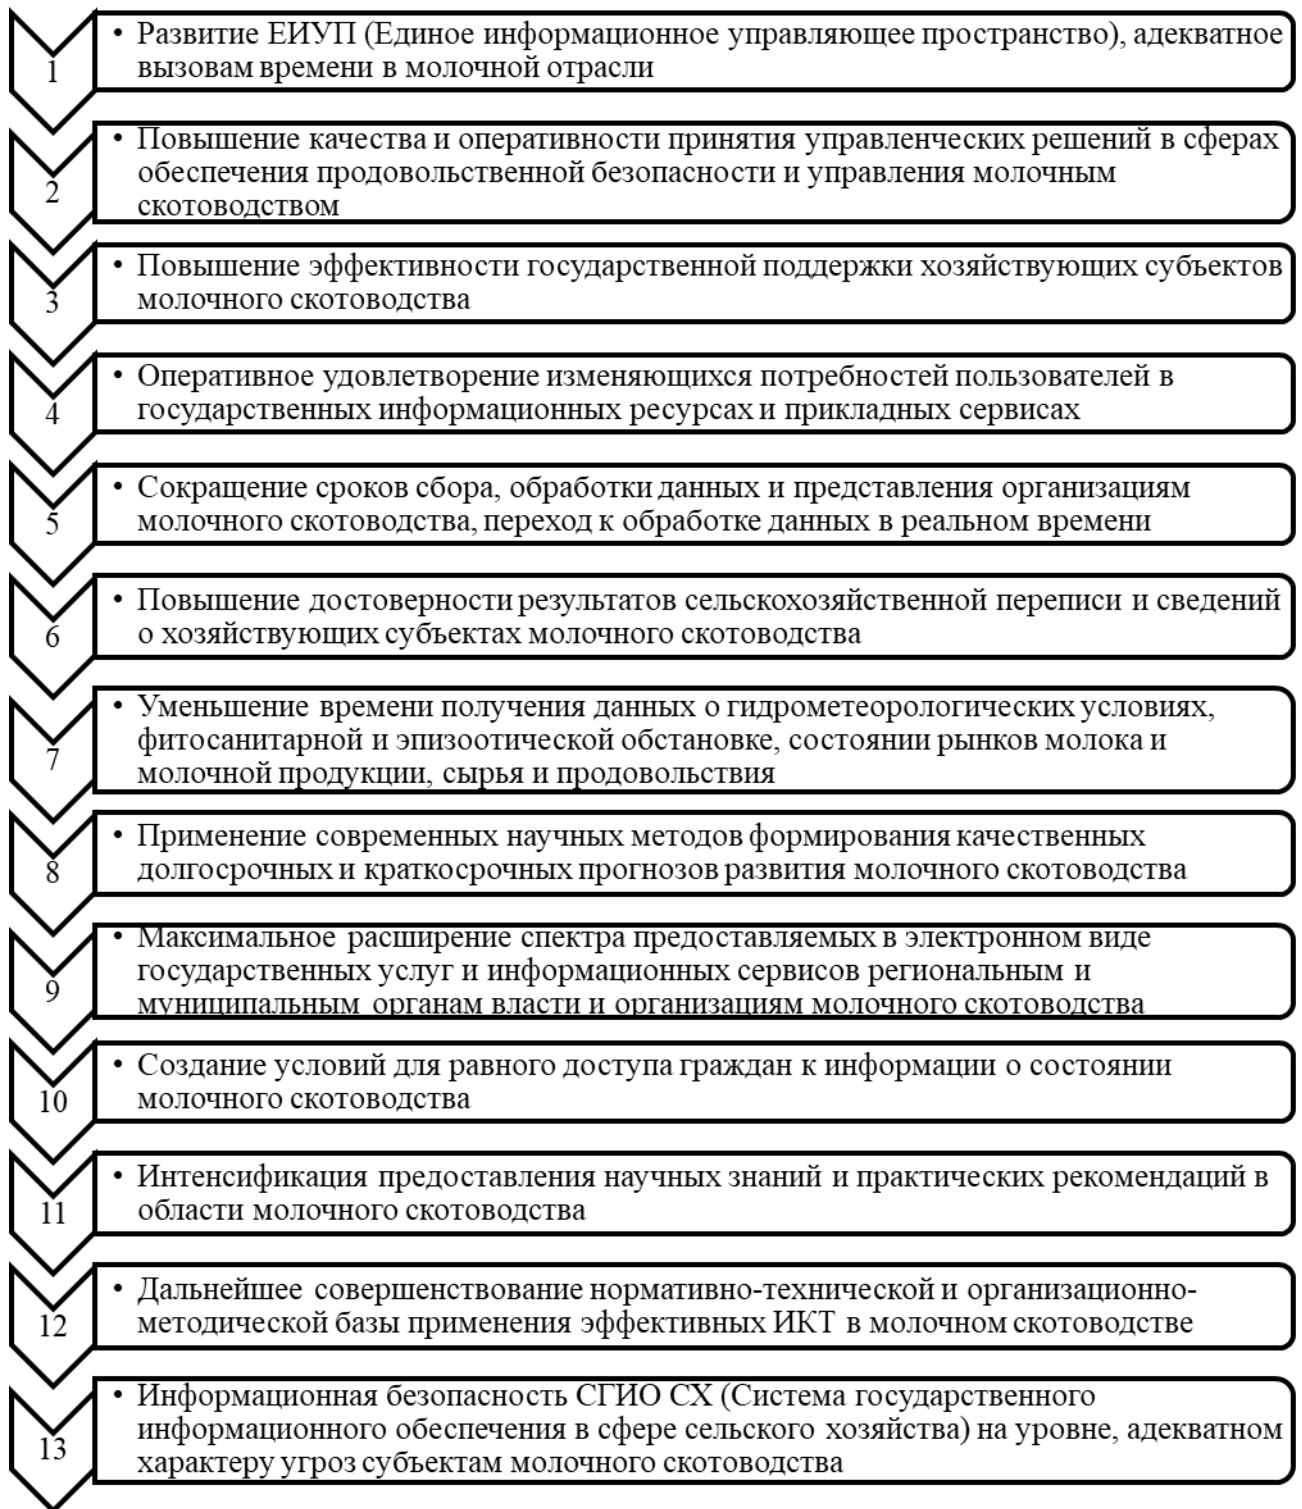 1
• Развитие ЕИУП (Единое информационное управляющее пространство), адекватное
вызовам времени в молочной отрасли
2
• Повышение качества и оперативности принятия управленческих решений в сферах
обеспечения продовольственной безопасности и управления молочным
скотоводством
3
• Повышение эффективности государственной поддержки хозяйствующих субъектов
молочного скотоводства
4
• Оперативное удовлетворение изменяющихся потребностей пользователей в
государственных информационных ресурсах и прикладных сервисах
5
• Сокращение сроков сбора, обработки данных и представления организациям
молочного скотоводства, переход к обработке данных в реальном времени
6
• Повышение достоверности результатов сельскохозяйственной переписи и сведений
о хозяйствующих субъектах молочного скотоводства
7
• Уменьшение времени получения данных о гидрометеорологических условиях,
фитосанитарной и эпизоотической обстановке, состоянии рынков молока и
молочной продукции, сырья и продовольствия
8
• Применение современных научных методов формирования качественных
долгосрочных и краткосрочных прогнозов развития молочного скотоводства
9
• Максимальное расширение спектра предоставляемых в электронном виде
государственных услуг и информационных сервисов региональным и
муниципальным органам власти и организациям молочного скотоводства
10
• Создание условий для равного доступа граждан к информации о состоянии
молочного скотоводства
11
• Интенсификация предоставления научных знаний и практических рекомендаций в
области молочного скотоводства
12
• Дальнейшее совершенствование нормативно-технической и организационно-
методической базы применения эффективных ИКТ в молочном скотоводстве
13
• Информационная безопасность СГИО СХ (Система государственного
информационного обеспечения в сфере сельского хозяйства) на уровне, адекватном
характеру угроз субъектам молочного скотоводства